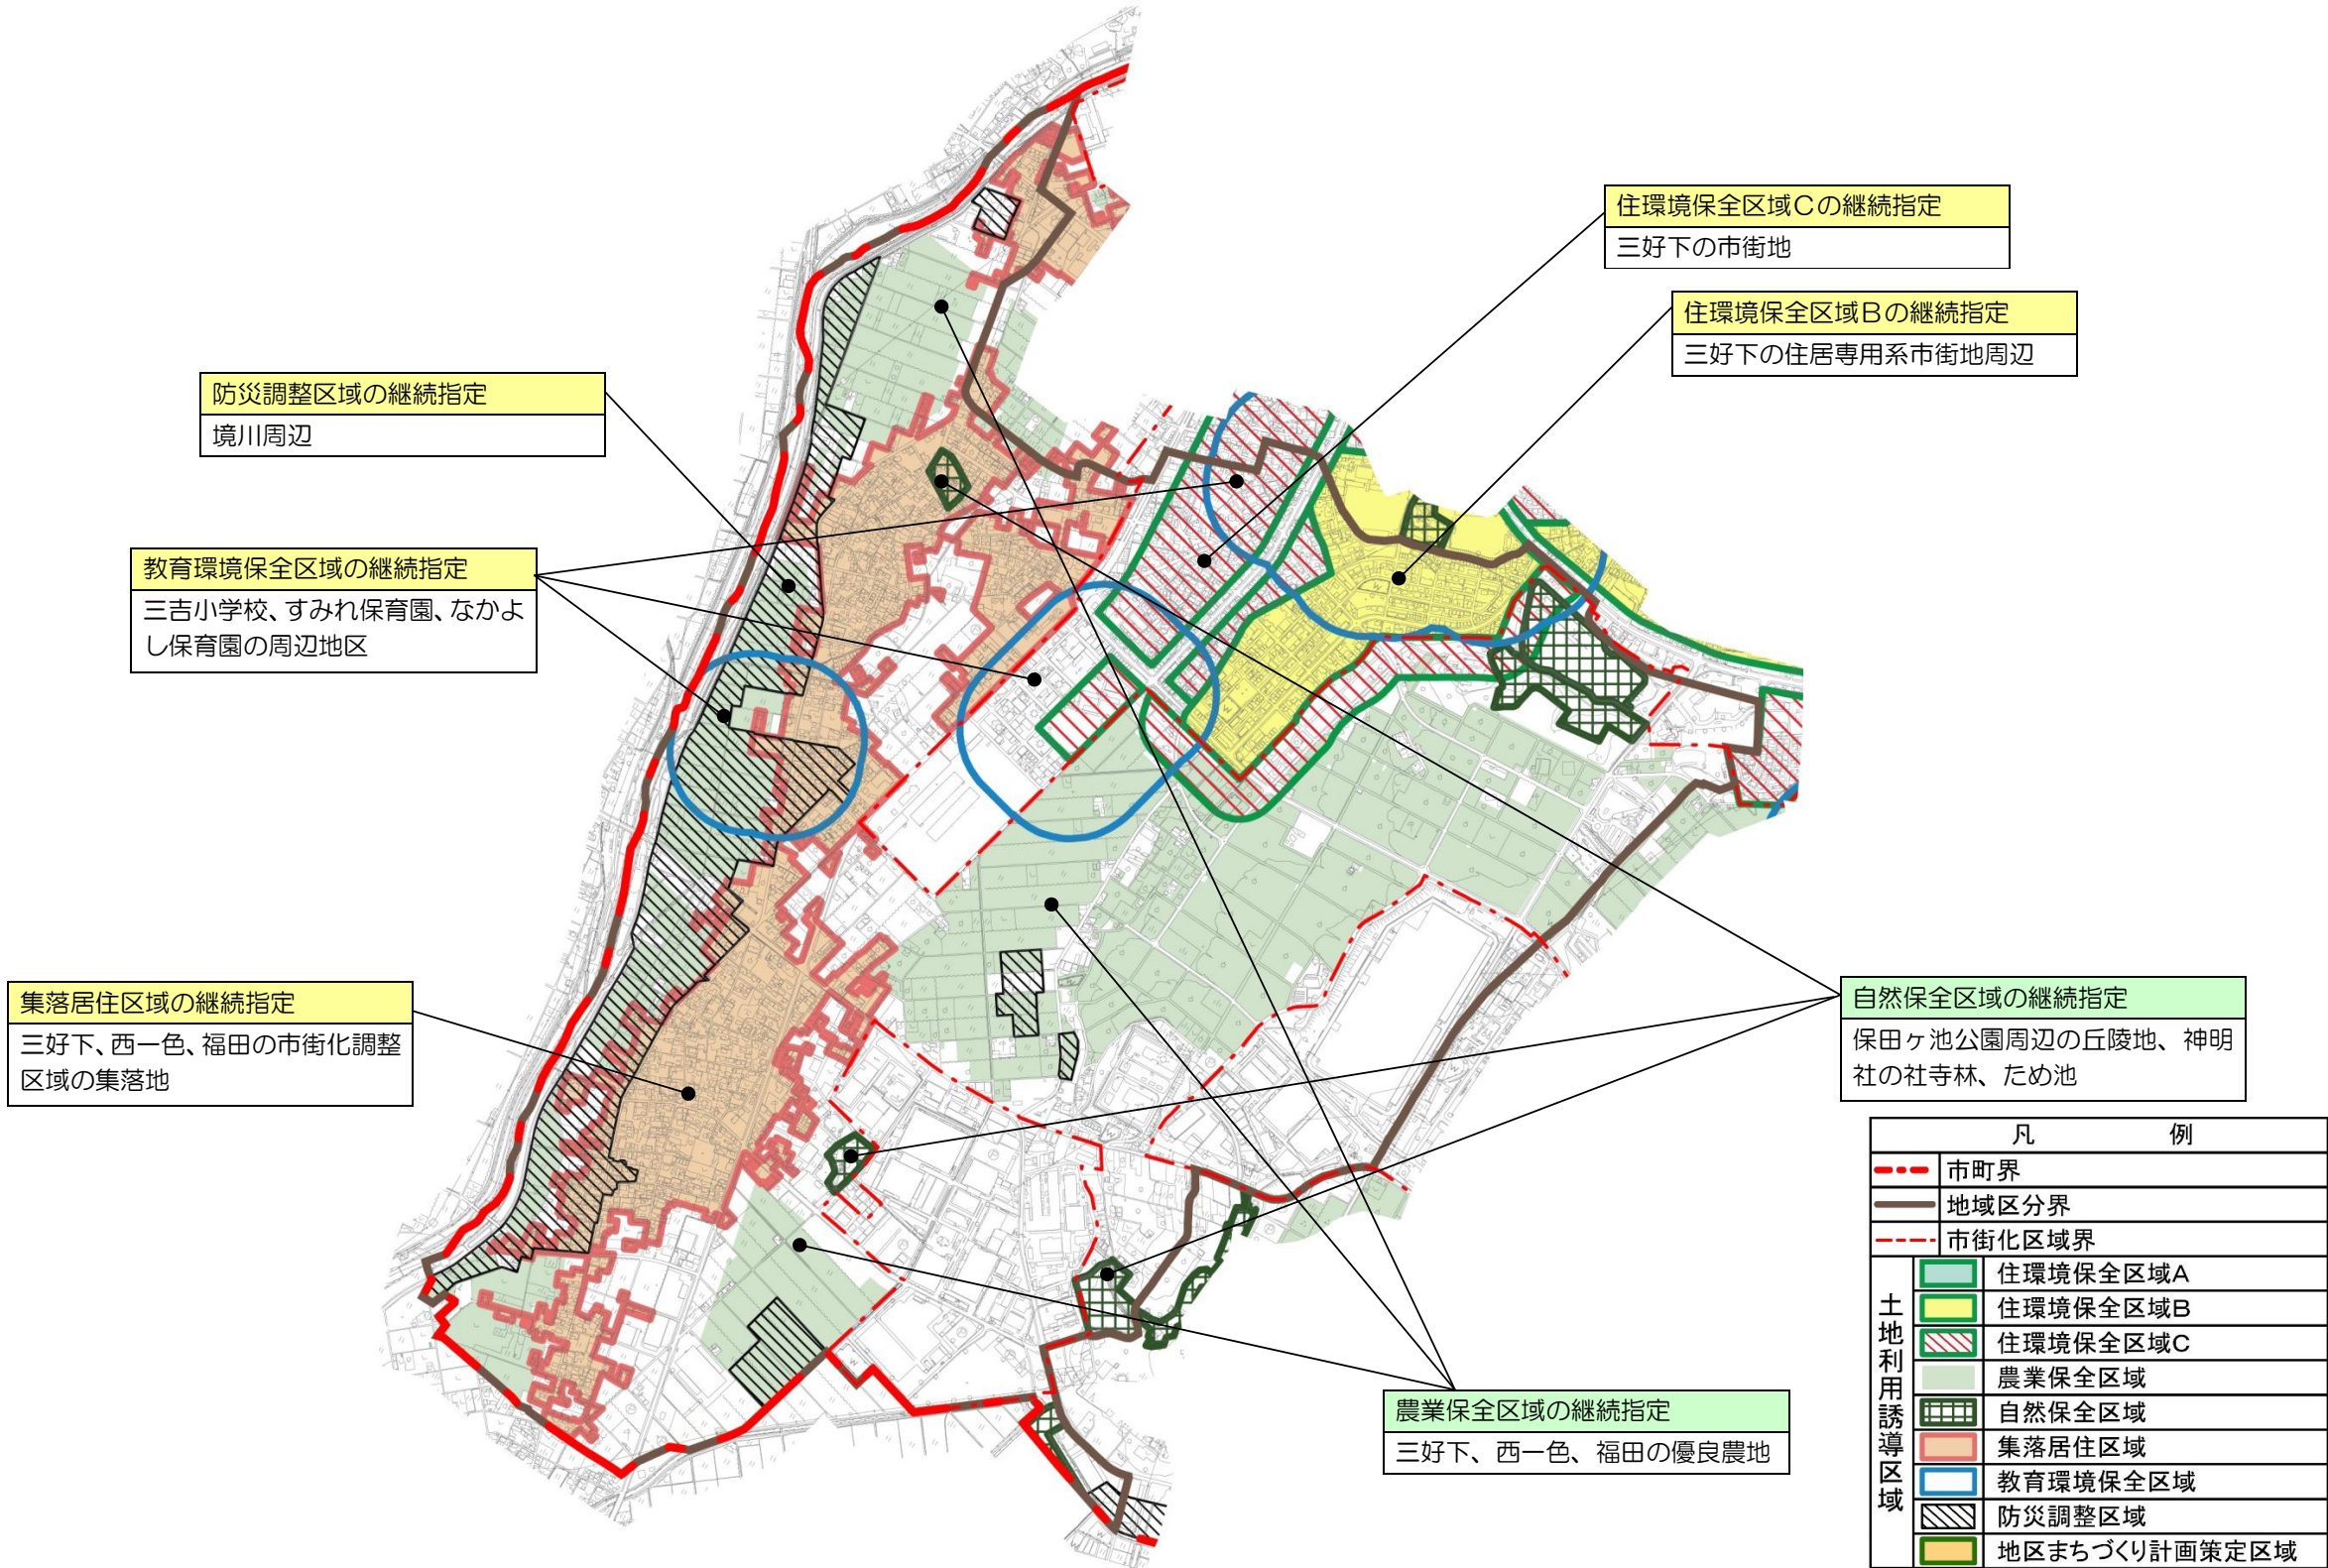 住環境保全区域Cの継続指定
三好下の市街地
住環境保全区域Bの継続指定
三好下の住居専用系市街地周辺
防災調整区域の継続指定
境川周辺
教育環境保全区域の継続指定
三吉小学校、すみれ保育園、なかよ
し保育園の周辺地区
集落居住区域の継続指定
三好下、西一色、福田の市街化調整
区域の集落地
自然保全区域の継続指定
保田ヶ池公園周辺の丘陵地、神明
社の社寺林、ため池
農業保全区域の継続指定
三好下、西一色、福田の優良農地
凡 例
市町界
地域区分界
市街化区域界
土地利用誘導区域
住環境保全区域A
住環境保全区域B
住環境保全区域C
農業保全区域
自然保全区域
集落居住区域
教育環境保全区域
防災調整区域
地区まちづくり計画策定区域